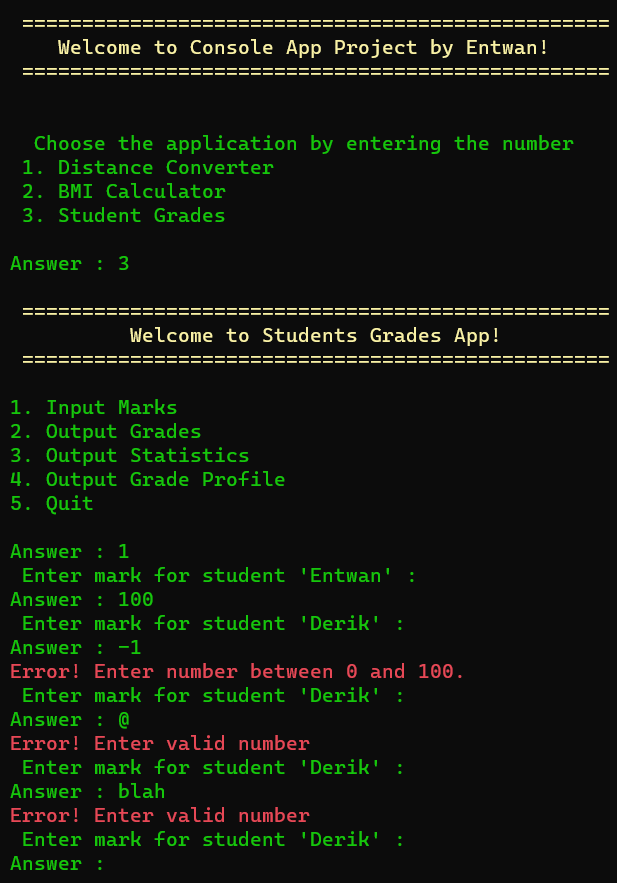 =================================================
Welcome to Console App Project by Entwan!
=================================================
Choose the application by entering the number
1. Distance Converter
2. BMI Calculator
3. Student Grades
Answer : 3
=================================================
Welcome to Students Grades App!
=================================================
1. Input Marks
2. Output Grades
3. Output Statistics
4. Output Grade Profile
5. Quit
Answer : 1
Enter mark for student 'Entwan' :
Answer : 100
Enter mark for student 'Derik' :
Answer : -1
Error! Enter number between 0 and 100.
Enter mark for student 'Derik' :
Answer : @
Error! Enter valid number
Enter mark for student 'Derik' :
Answer : blah
Error! Enter valid number
Enter mark for student 'Derik' :
Answer :